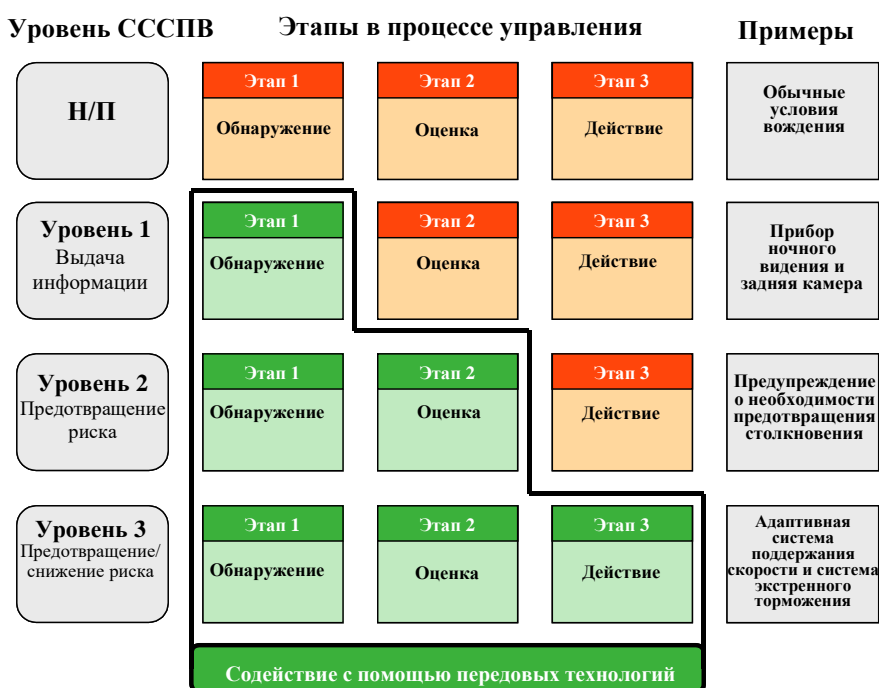 Уровень СССПВ
Этапы в процессе управления
Примеры
Н/П
Этап 1
Обнаружение
Этап 2
Оценка
Этап 3
Действие
Обычные
условия
вождения
Уровень 1
Выдача
информации
Этап 1
Обнаружение
Этап 2
Оценка
Этап 3
Действие
Прибор
ночного
видения и
задняя камера
Уровень 2
Предотвращение
риска
Этап 1
Обнаружение
Этап 2
Оценка
Этап 3
Действие
Предупреждение
о необходимости
предотвращения
столкновения
Уровень 3
Предотвращение/
снижение риска
Этап 1
Обнаружение
Этап 2
Оценка
Этап 3
Действие
Адаптивная
система
поддержания
скорости и система
экстренного
торможения
Содействие с помощью передовых технологий